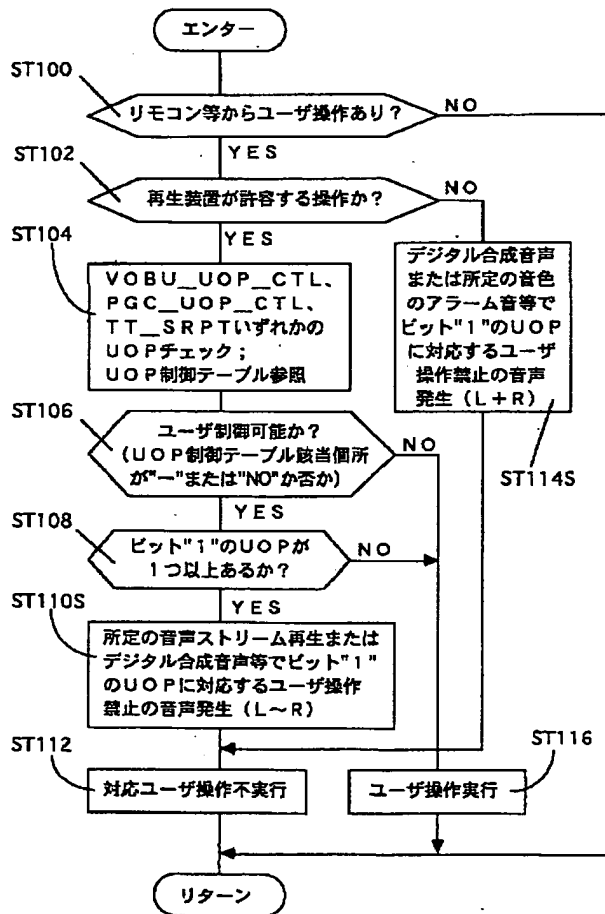 エンター
ST100
リモコン等からユーザ操作あり？
NO
YES
ST102
再生装置が許容する操作か？
NO
YES
ST104
VOBU＿UOP＿CTL、
PGC＿UOP＿CTL、
TT＿SRPTいずれかの
UOPチェック；
UOP制御テーブル参照
デジタル合成音声
または所定の音色
のアラーム音等で
ビット"1"のUOP
に対応するユーザ
操作禁止の音声
発生（L＋R）
ST114S
ST106
ユーザ制御可能か？
（UOP制御テーブル該当個所
が"ー"または"NO"か否か）
NO
YES
ST108
ビット"1"のUOPが
1つ以上あるか？
NO
YES
ST110S
所定の音声ストリーム再生または
デジタル合成音声等でビット"1"
のUOPに対応するユーザ操作
禁止の音声発生（L～R）
ST112
対応ユーザ操作不実行
ST116
ユーザ操作実行
リターン